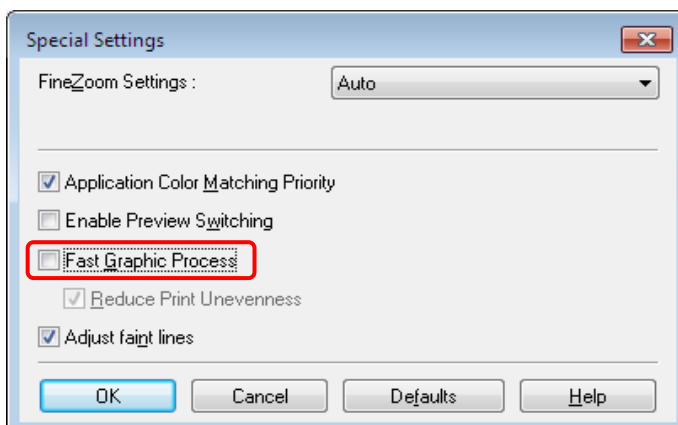 Special Settings
FineZoom Settings : Auto
Application Color Matching Priority
Enable Preview Switching
Fast Graphic Process
Reduce Print Unevenness
Adjust faint lines
OK Cancel Defaults Help